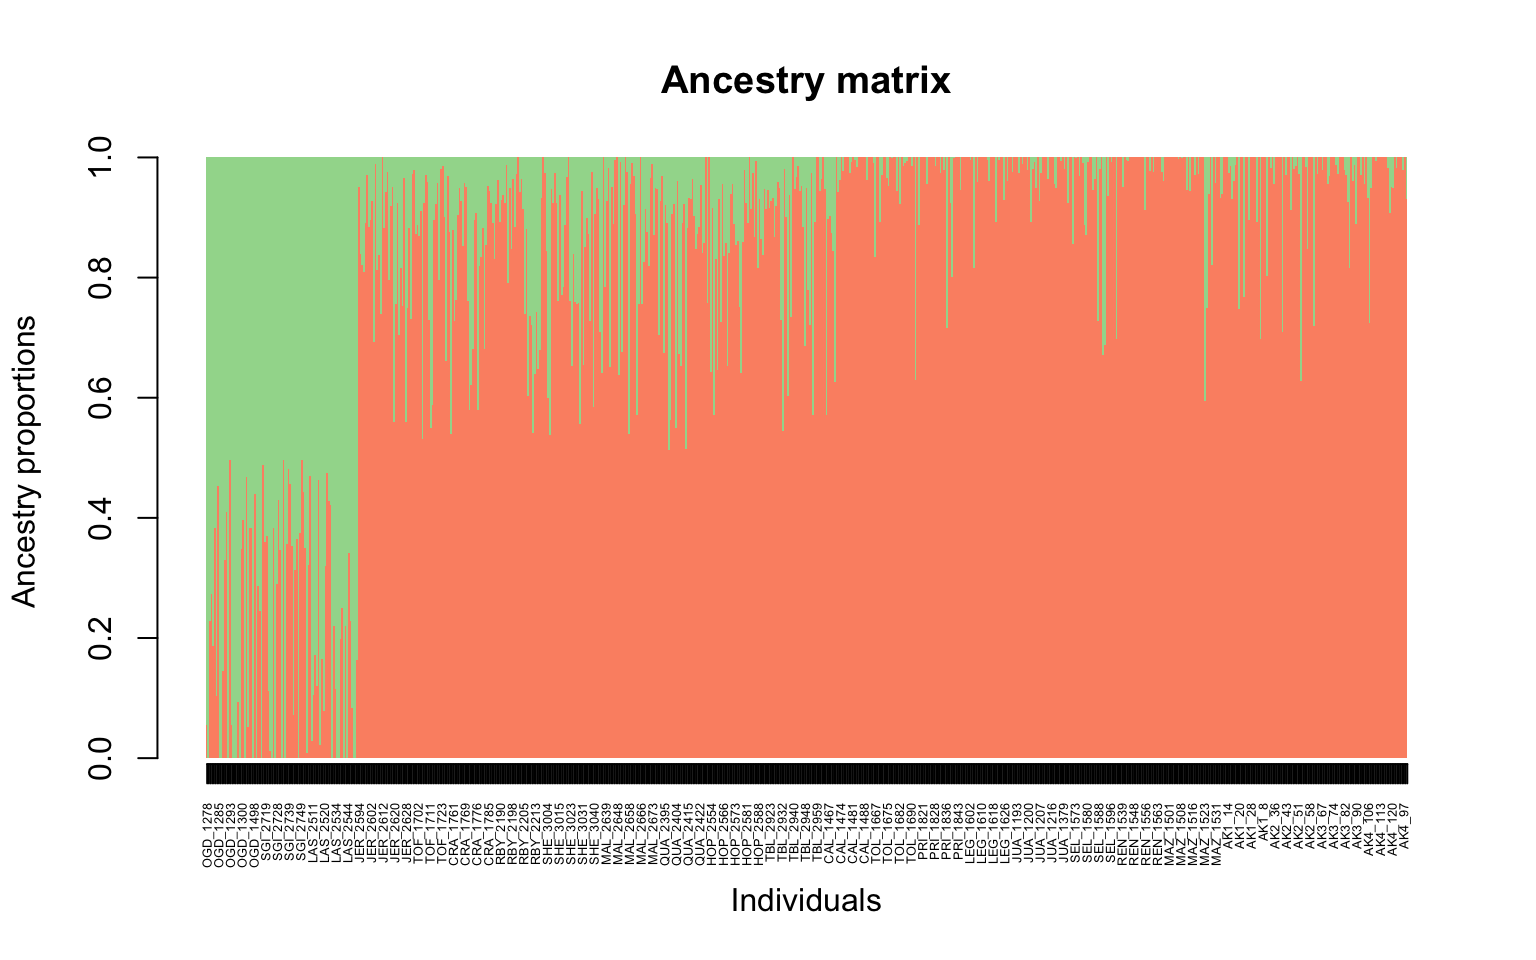 Ancestry matrix
Ancestry proportions
1.0
0.8
0.6
0.4
0.2
0.0
OGD_1278
OGD_1285
OGD_1293
OGD_1300
OGD_1498
SGI_2719
SGI_2728
SGI_2739
SGI_2749
LAS_2511
LAS_2520
LAS_2534
LAS_2544
JER_2594
JER_2602
JER_2612
JER_2620
JER_2628
TOF_1702
TOF_1711
TOF_1723
CRA_1761
CRA_1769
CRA_1776
CRA_1785
RBY_2190
RBY_2198
RBY_2205
RBY_2213
SHE_3004
SHE_3015
SHE_3023
SHE_3031
SHE_3040
MAL_2639
MAL_2648
MAL_2658
MAL_2666
MAL_2673
QUA_2395
QUA_2404
QUA_2415
QUA_2422
HOP_2554
HOP_2566
HOP_2573
HOP_2581
HOP_2588
TBL_2923
TBL_2932
TBL_2940
TBL_2948
TBL_2959
CAL_1467
CAL_1474
CAL_1481
CAL_1488
TOL_1667
TOL_1675
TOL_1682
TOL_1690
PRI_1821
PRI_1828
PRI_1836
PRI_1843
LEG_1602
LEG_1610
LEG_1618
LEG_1626
JUA_1193
JUA_1200
JUA_1207
JUA_1216
JUA_1379
SEL_1573
SEL_1580
SEL_1588
SEL_1596
REN_1539
REN_1548
REN_1556
REN_1563
MAZ_1501
MAZ_1508
MAZ_1516
MAZ_1523
MAZ_1531
AK1_14
AK1_20
AK1_28
AK1_8
AK2_36
AK2_43
AK2_51
AK2_58
AK3_67
AK3_74
AK3_82
AK3_90
AK4_106
AK4_113
AK4_120
AK4_97
Individuals